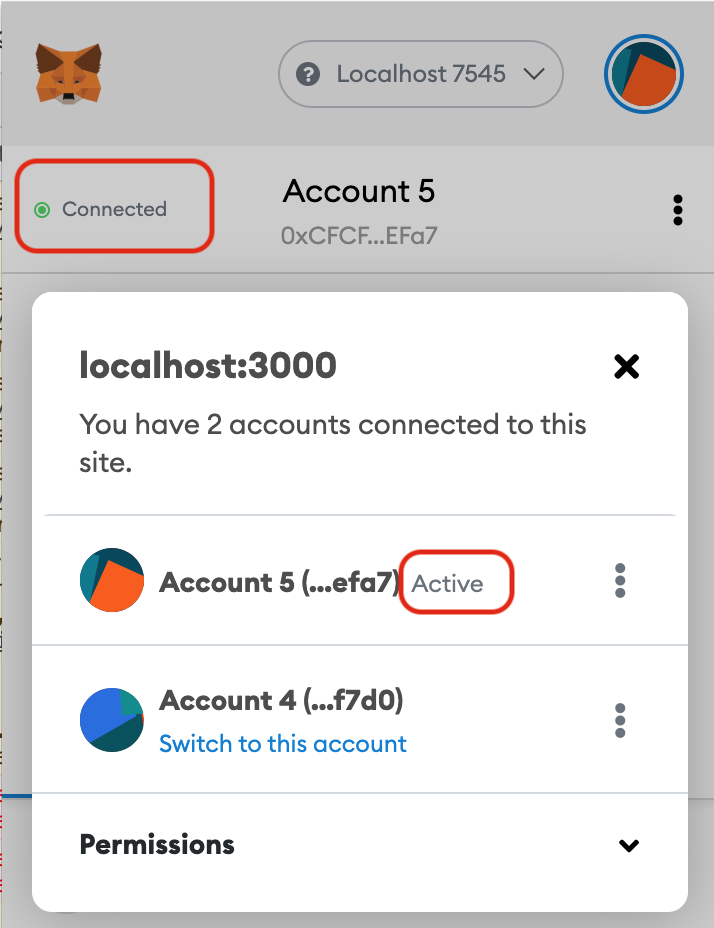 Localhost 7545
Connected
Account 5
0xCFCF...EFa7
localhost:3000
You have 2 accounts connected to this
site.
Account 5 (...efa7) Active
Account 4 (...f7d0)
Switch to this account
Permissions